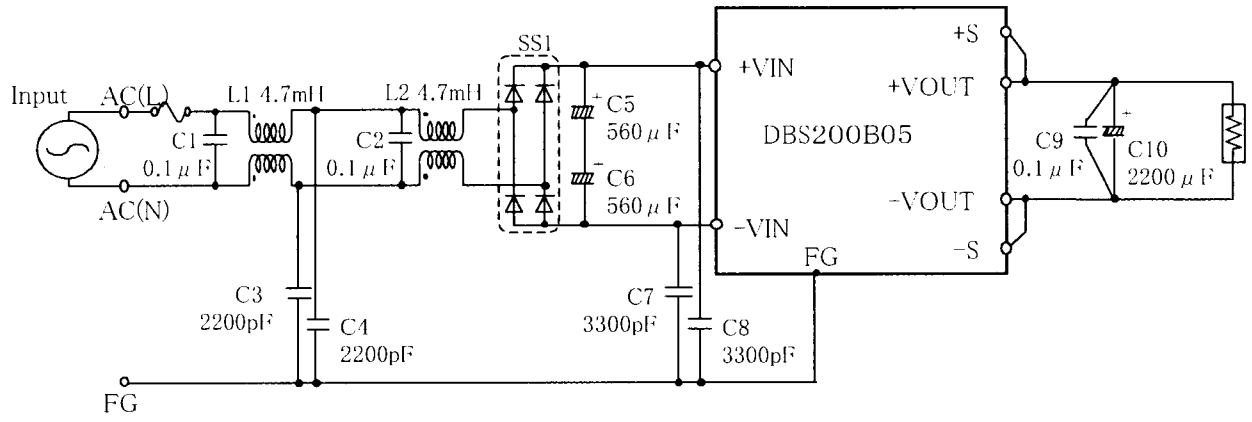 Input
AC(L)
L1 4.7mH
C1
0.1μF
AC(N)
L2 4.7mH
C2
0.1μF
SS1
+
C5
560μF
+
C6
560μF
C3
2200pF
C4
2200pF
C7
3300pF
C8
3300pF
FG
+VIN
-VIN
DBS200B05
FG
+S
+VOUT
-VOUT
-S
C9
0.1μF
+
C10
2200μF